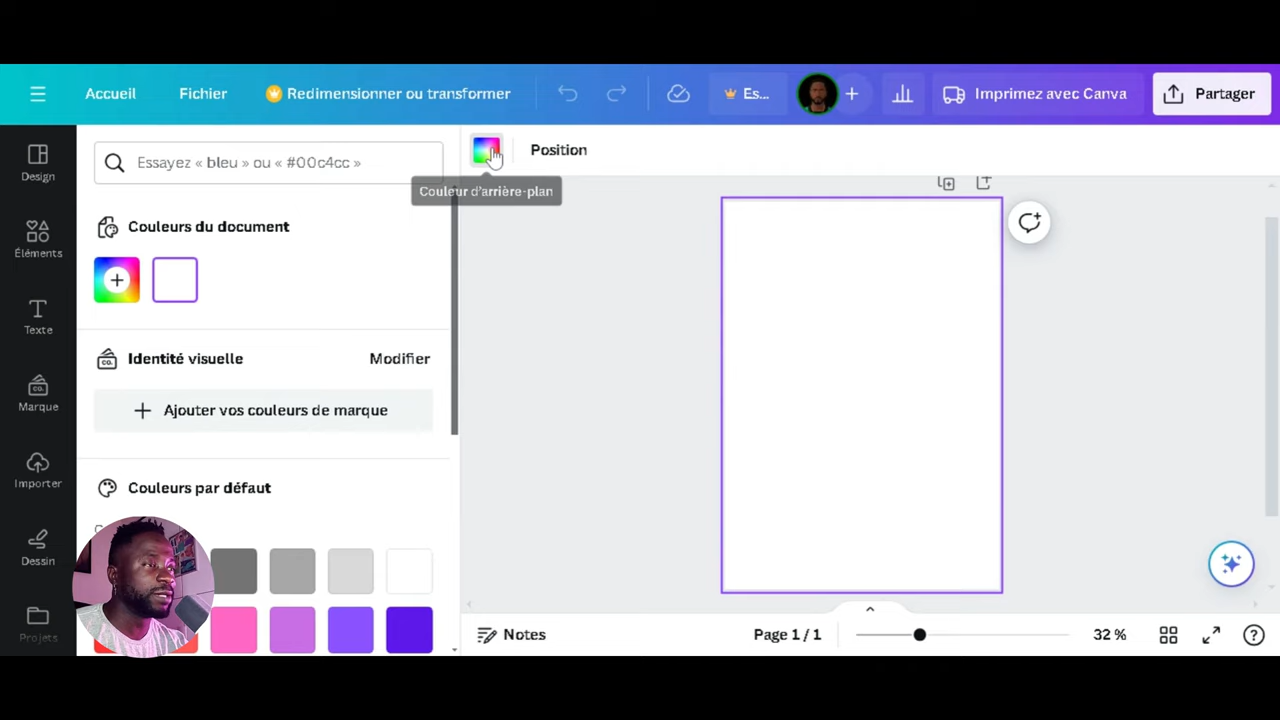 Accueil
Fichier
Redimensionner ou transformer
Es...
Imprimez avec Canva
Partager
Design
Éléments
Texte
Marque
Importer
Dessin
Projets
Essayez « bleu » ou « #00c4cc »
Couleurs du document
Identité visuelle
Modifier
CO.
Ajouter vos couleurs de marque
Couleurs par défaut
Position
Couleur d'arrière-plan
Notes
Page 1 / 1
32 %